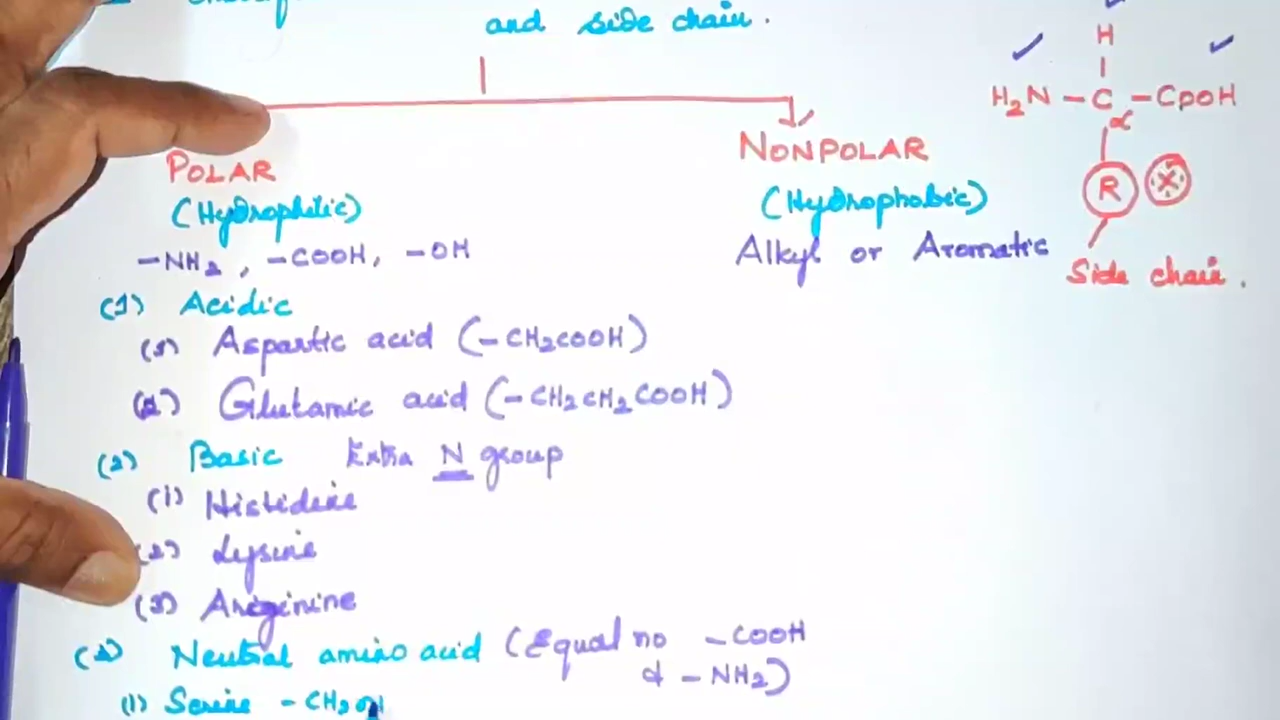 and side chain.
H
H₂N – C – COOH
α
R
Side chain.
POLAR
(Hydrophilic)
–NH₂, –COOH, –OH
NONPOLAR
(Hydrophobic)
Alkyl or Aromatic
(1) Acidic
(1) Aspartic acid (–CH₂COOH)
(2) Glutamic acid (–CH₂CH₂COOH)
(2) Basic Extra N group
(1) Histidine
(2) Lysine
(3) Arginine
Neutral amino acid (Equal no –COOH
& –NH₂)
(1) Serine –CH₂O